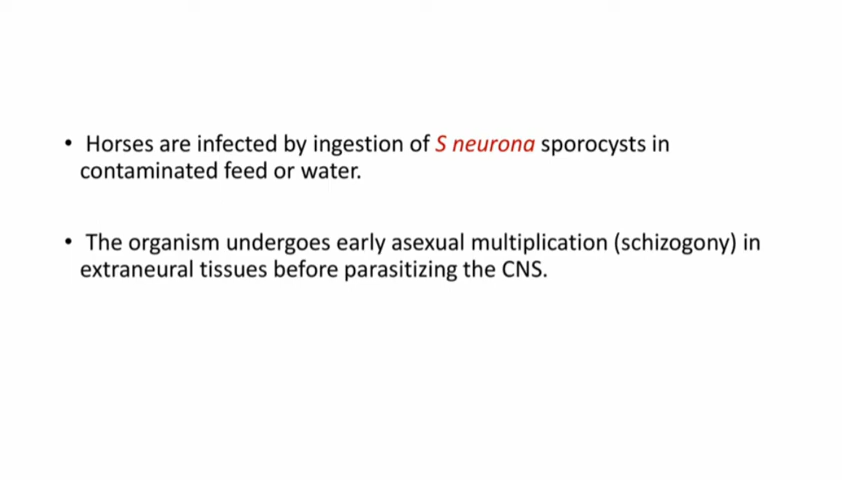 • Horses are infected by ingestion of S neurona sporocysts in
contaminated feed or water.
• The organism undergoes early asexual multiplication (schizogony) in
extraneural tissues before parasitizing the CNS.